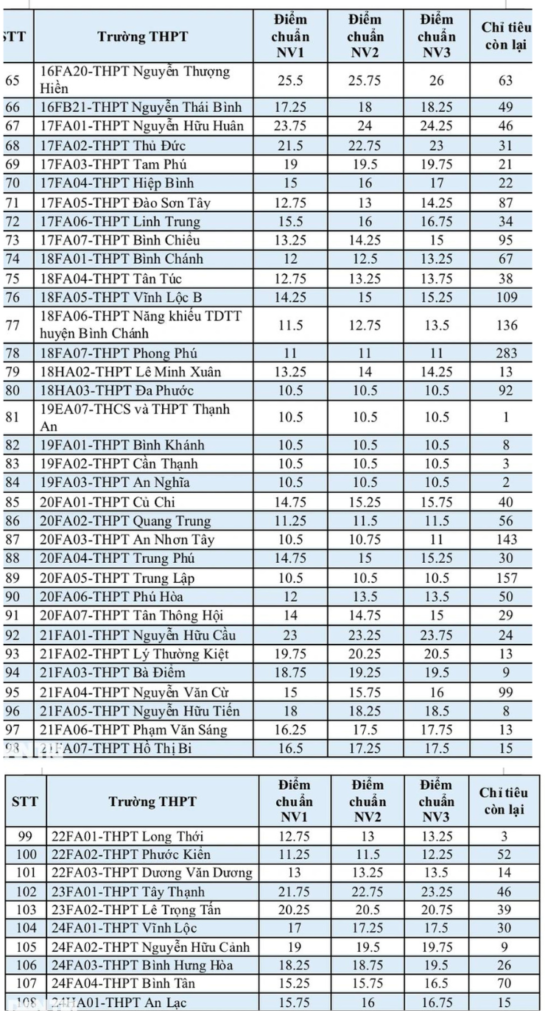 STT Trường THPT Điểm chuẩn NV1 Điểm chuẩn NV2 Điểm chuẩn NV3 Chỉ tiêu còn lại
65 16FA20-THPT Nguyễn Thượng Hiền 25.5 25.75 26 63
66 16FB21-THPT Nguyễn Thái Bình 17.25 18 18.25 49
67 17FA01-THPT Nguyễn Hữu Huân 23.75 24 24.25 46
68 17FA02-THPT Thủ Đức 21.5 22.75 23 31
69 17FA03-THPT Tam Phú 19 19.5 19.75 21
70 17FA04-THPT Hiệp Bình 15 16 17 22
71 17FA05-THPT Đào Sơn Tây 12.75 13 14.25 87
72 17FA06-THPT Linh Trung 15.5 16 16.75 34
73 17FA07-THPT Bình Chiểu 13.25 14.25 15 95
74 18FA01-THPT Bình Chánh 12 12.5 13.25 67
75 18FA04-THPT Tân Túc 12.75 13.25 13.75 38
76 18FA05-THPT Vĩnh Lộc B 14.25 15 15.25 109
77 18FA06-THPT Năng khiếu TDTT huyện Bình Chánh 11.5 12.75 13.5 136
78 18FA07-THPT Phong Phú 11 11 11 283
79 18HA02-THPT Lê Minh Xuân 13.25 14 14.25 13
80 18HA03-THPT Đa Phước 10.5 10.5 10.5 92
81 19EA07-THCS và THPT Thạnh An 10.5 10.5 10.5 1
82 19FA01-THPT Bình Khánh 10.5 10.5 10.5 8
83 19FA02-THPT Cần Thạnh 10.5 10.5 10.5 3
84 19FA03-THPT An Nghĩa 10.5 10.5 10.5 2
85 20FA01-THPT Củ Chi 14.75 15.25 15.75 40
86 20FA02-THPT Quang Trung 11.25 11.5 11.5 56
87 20FA03-THPT An Nhơn Tây 10.5 10.75 11 143
88 20FA04-THPT Trung Phú 14.75 15 15.25 30
89 20FA05-THPT Trung Lập 10.5 10.5 10.5 157
90 20FA06-THPT Phú Hòa 12 13.5 13.5 50
91 20FA07-THPT Tân Thông Hội 14 14.75 15 29
92 21FA01-THPT Nguyễn Hữu Cầu 23 23.25 23.75 24
93 21FA02-THPT Lý Thường Kiệt 19.75 20.25 20.5 13
94 21FA03-THPT Bà Điểm 18.75 19.25 19.5 9
95 21FA04-THPT Nguyễn Văn Cừ 15 15.75 16 99
96 21FA05-THPT Nguyễn Hữu Tiến 18 18.25 18.5 8
97 21FA06-THPT Phạm Văn Sáng 16.25 17.5 17.75 13
98 21FA07-THPT Hồ Thị Bi 16.5 17.25 17.5 15
STT Trường THPT Điểm chuẩn NV1 Điểm chuẩn NV2 Điểm chuẩn NV3 Chỉ tiêu còn lại
99 22FA01-THPT Long Thới 12.75 13 13.25 3
100 22FA02-THPT Phước Kiển 11.25 11.5 12.25 52
101 22FA03-THPT Dương Văn Dương 13 13.25 13.5 14
102 23FA01-THPT Tây Thạnh 21.75 22.75 23.25 46
103 23FA02-THPT Lê Trọng Tấn 20.25 20.5 20.75 39
104 24FA01-THPT Vĩnh Lộc 17 17.25 17.5 30
105 24FA02-THPT Nguyễn Hữu Cảnh 19 19.5 19.75 9
106 24FA03-THPT Bình Hưng Hòa 18.25 18.75 19.5 26
107 24FA04-THPT Bình Tân 15.25 15.75 16.5 70
108 24HA01-THPT An Lạc 15.75 16 16.75 15